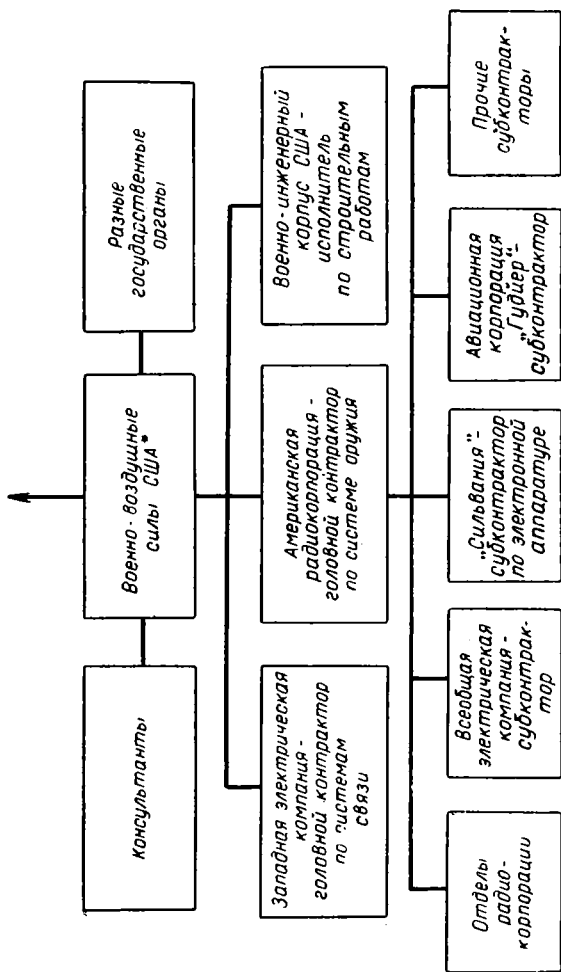 Консультанты
Военно-воздушные
силы США*
Разные
государственные
органы
Западная электрическая
компания -
головной контрактор
по системам
связи
Американская
радиокорпорация -
головной контрактор
по системе оружия
Военно-инженерный
корпус США -
исполнитель
по строительным
работам
Отделы
радио-
корпорации
Всеобщая
электрическая
компания -
субконтрак-
тор
„Сильвания"-
субконтрактор
по электронной
аппаратуре
Авиационная
корпорация
„Гудиер"-
субконтрактор
Прочие
субконтрак-
торы